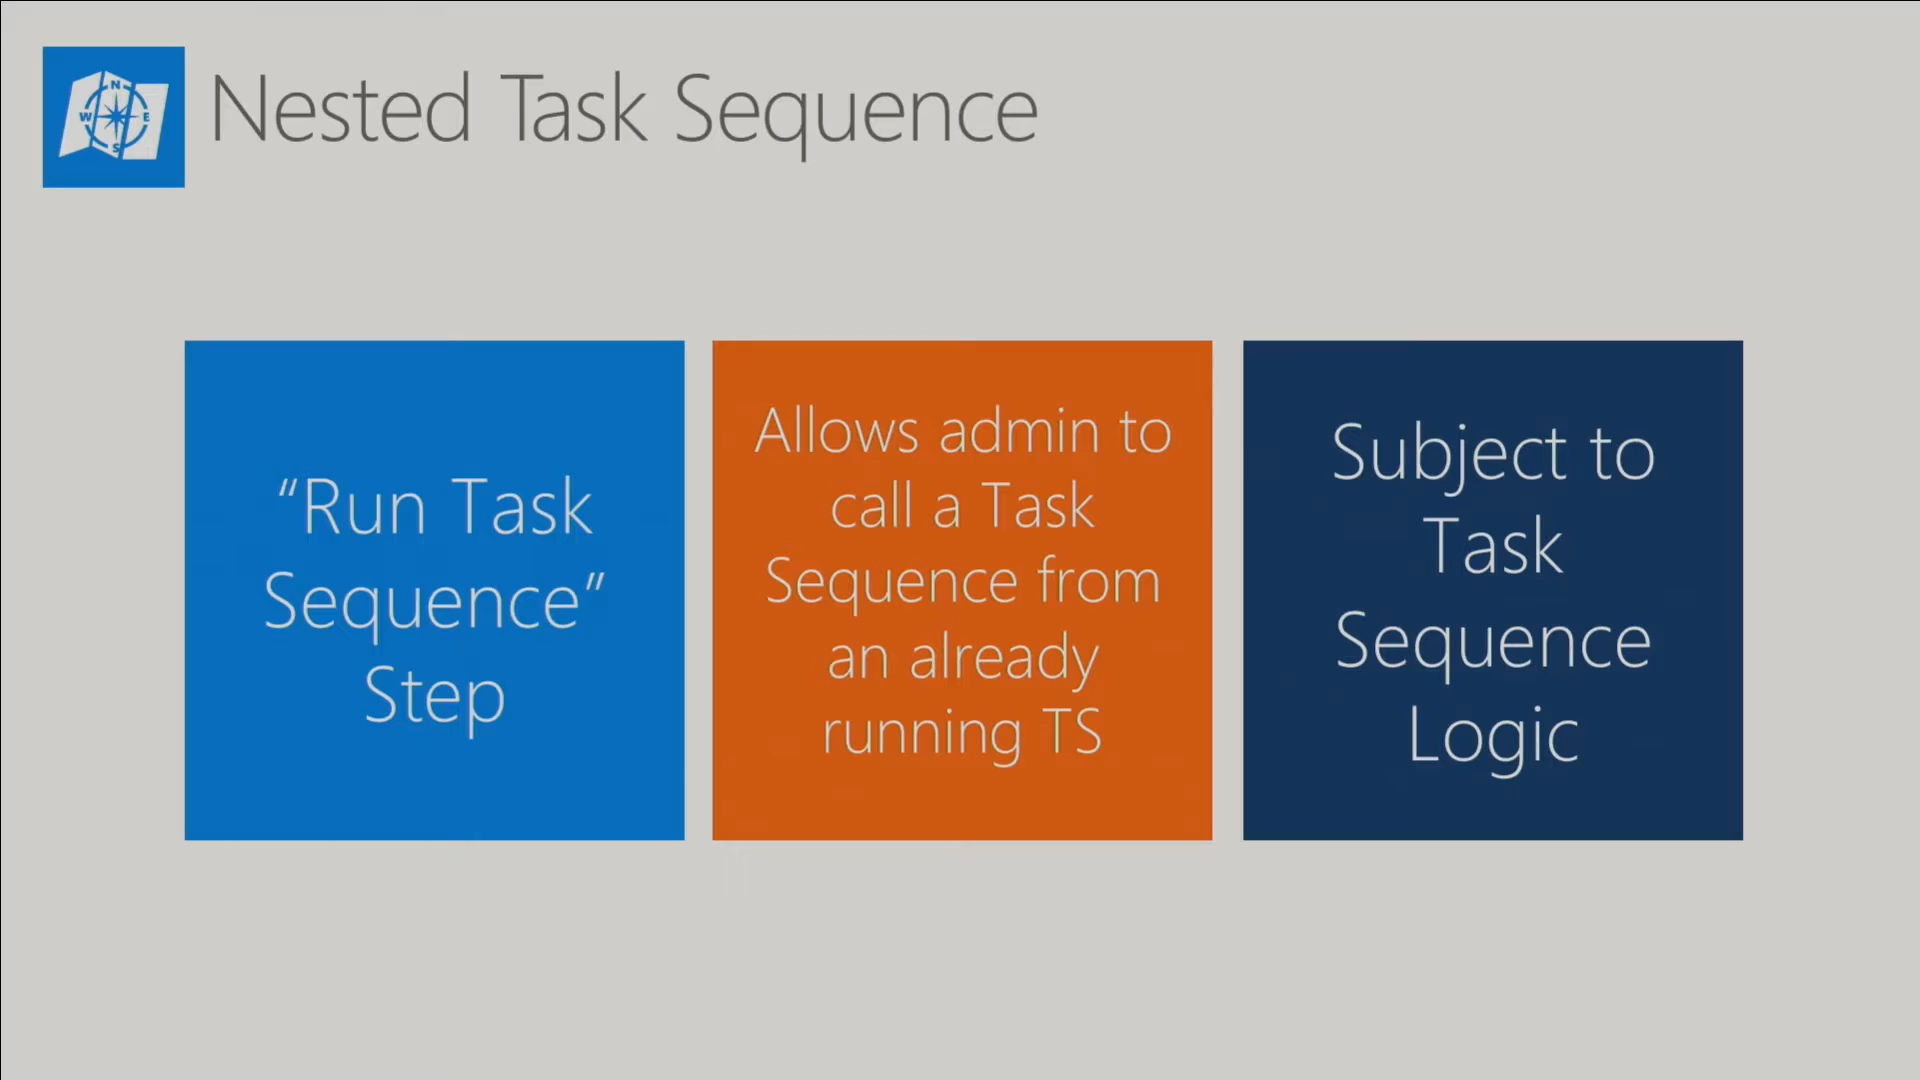 Nested Task Sequence
N
W E
S
“Run Task
Sequence”
Step
Allows admin to
call a Task
Sequence from
an already
running TS
Subject to
Task
Sequence
Logic